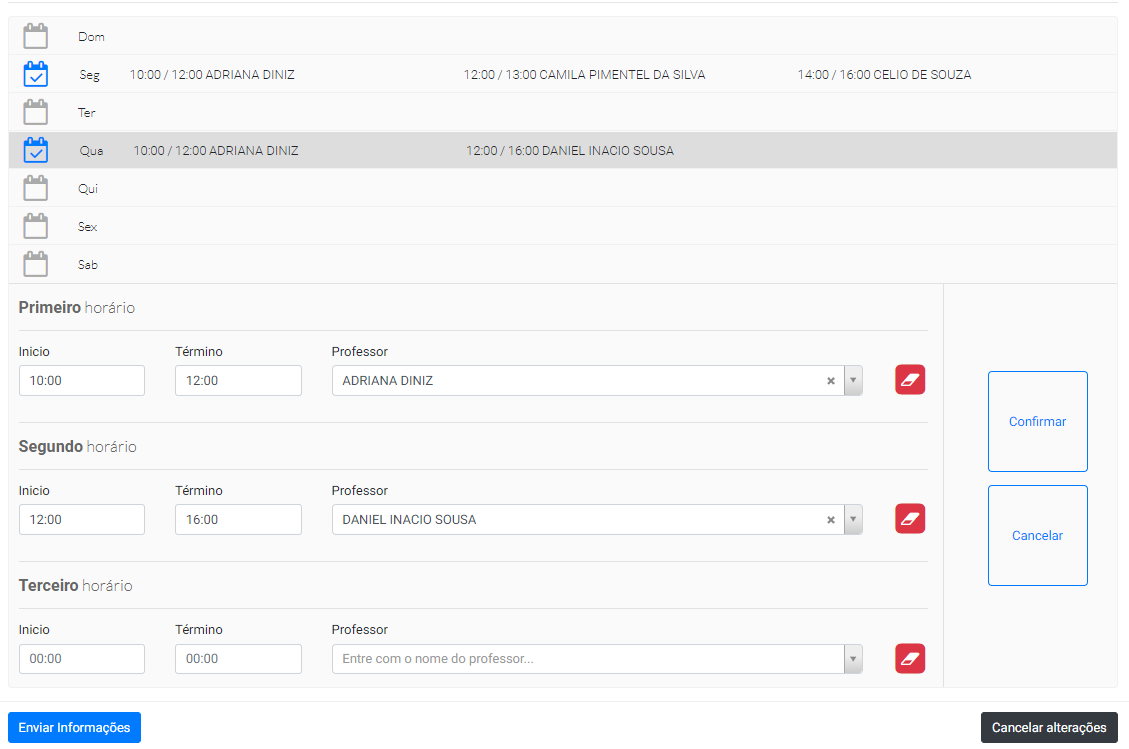 Dom
Seg 10:00 / 12:00 ADRIANA DINIZ 12:00 / 13:00 CAMILA PIMENTEL DA SILVA 14:00 / 16:00 CELIO DE SOUZA
Ter
Qua 10:00 / 12:00 ADRIANA DINIZ 12:00 / 16:00 DANIEL INACIO SOUSA
Qui
Sex
Sab
Primeiro horário
Inicio Término Professor
10:00 12:00 ADRIANA DINIZ
Segundo horário
Inicio Término Professor
12:00 16:00 DANIEL INACIO SOUSA
Terceiro horário
Inicio Término Professor
00:00 00:00 Entre com o nome do professor...
Confirmar
Cancelar
Enviar Informações Cancelar alterações